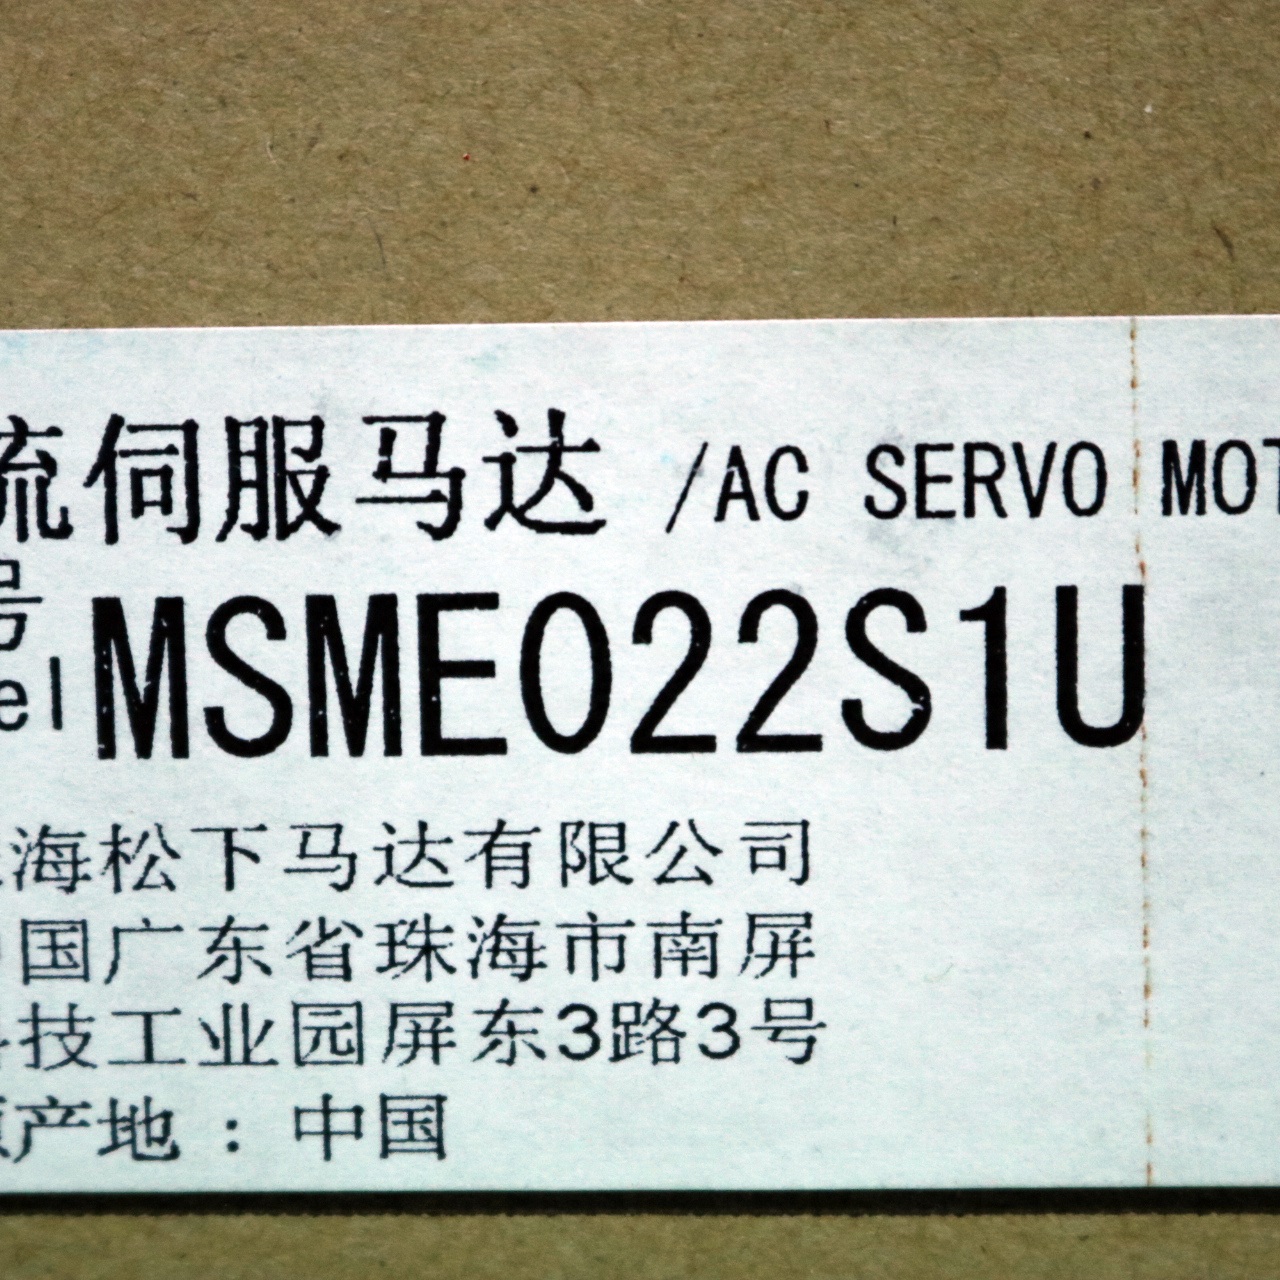 流伺服马达 /AC SERVO MOT
号
el MSME022S1U
海松下马达有限公司
国广东省珠海市南屏
技工业园屏东3路3号
产地：中国